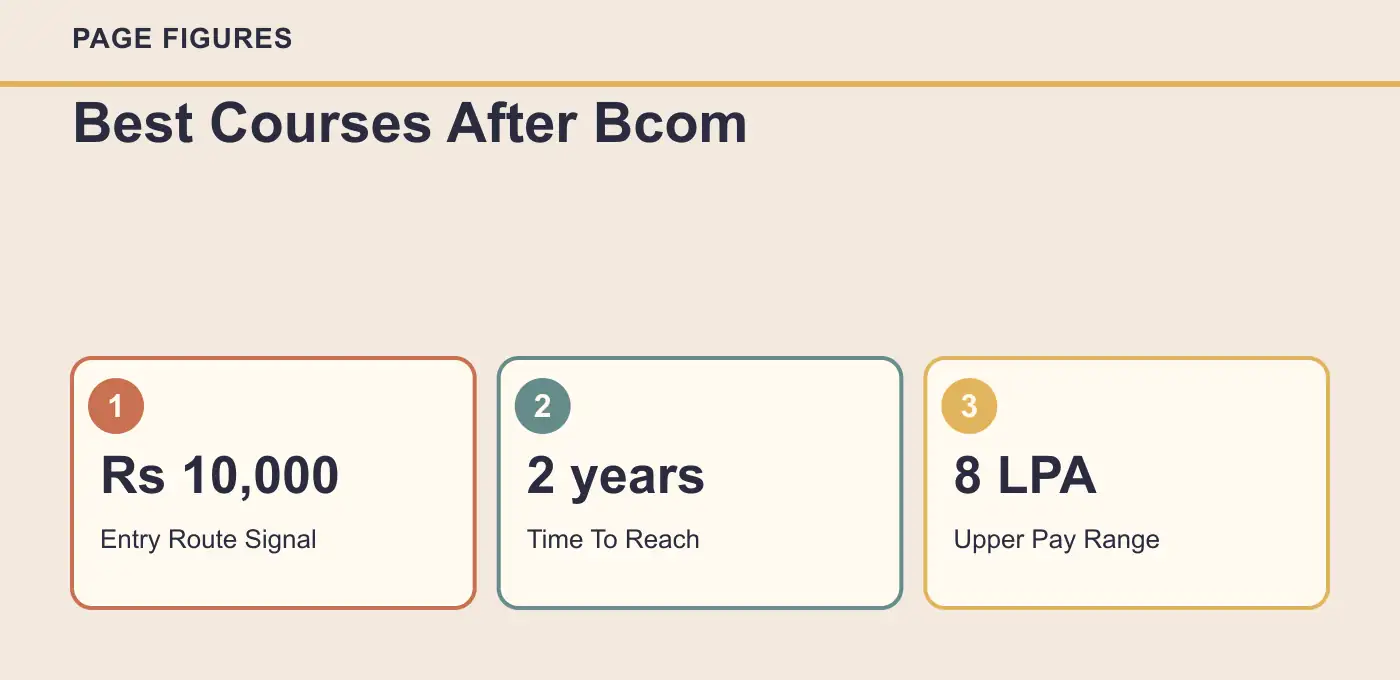 PAGE FIGURES
Best Courses After Bcom
1
Rs 10,000
Entry Route Signal
2
2 years
Time To Reach
3
8 LPA
Upper Pay Range